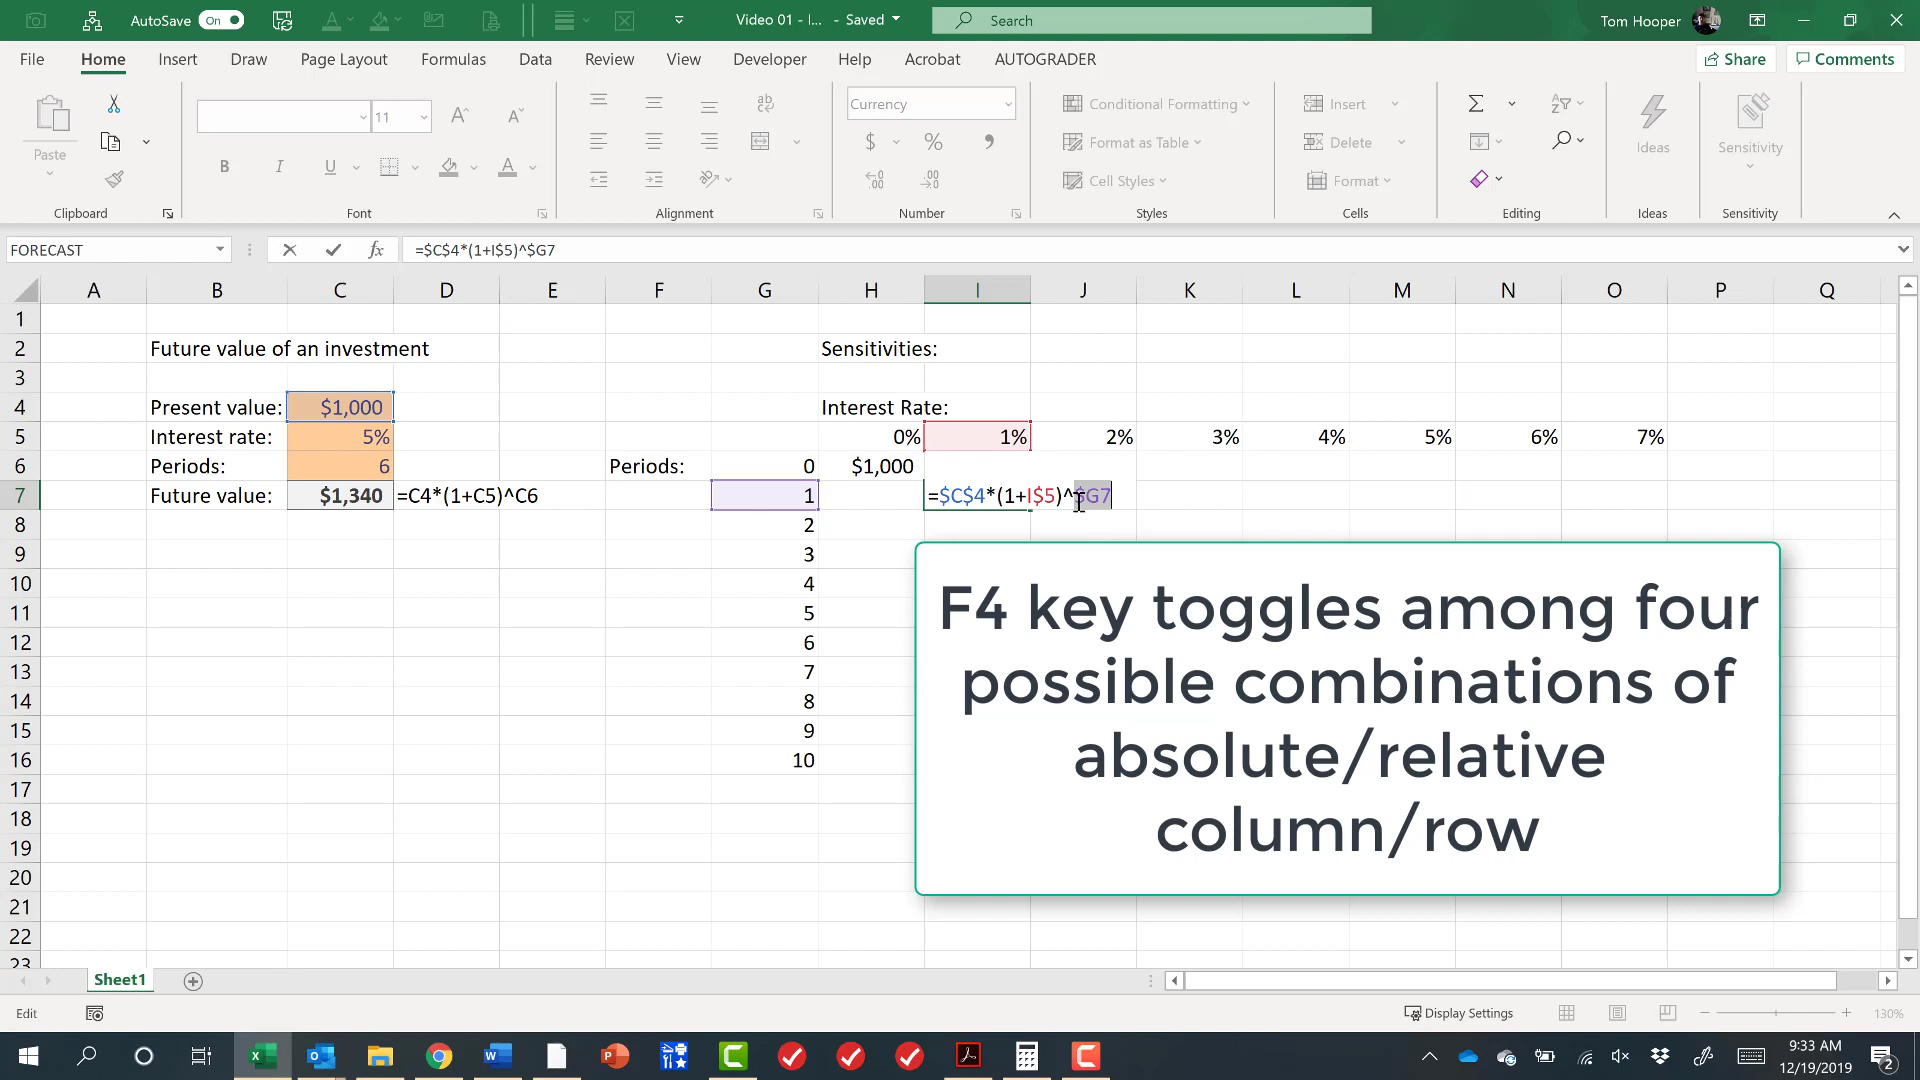 AutoSave On
Video 01 - I... - Saved
Search
Tom Hooper
File Home Insert Draw Page Layout Formulas Data Review View Developer Help Acrobat AUTOGRADER Share Comments
Paste
11
Currency
Conditional Formatting
Format as Table
Cell Styles
Insert
Delete
Format
Ideas
Sensitivity
Clipboard Font Alignment Number Styles Cells Editing Ideas Sensitivity
FORECAST =$C$4*(1+I$5)^$G7
A B C D E F G H I J K L M N O P Q
1
2 Future value of an investment Sensitivities:
3
4 Present value: $1,000 Interest Rate:
5 Interest rate: 5% 0% 1% 2% 3% 4% 5% 6% 7%
6 Periods: 6 Periods: 0 $1,000
7 Future value: $1,340 =C4*(1+C5)^C6 1 =$C$4*(1+I$5)^$G7
8 2
9 3
10 4
11 5
12 6
13 7
14 8
15 9
16 10
17
18
19
20
21
22
23
F4 key toggles among four
possible combinations of
absolute/relative
column/row
Sheet1
Edit Display Settings 130%
9:33 AM
12/19/2019
2